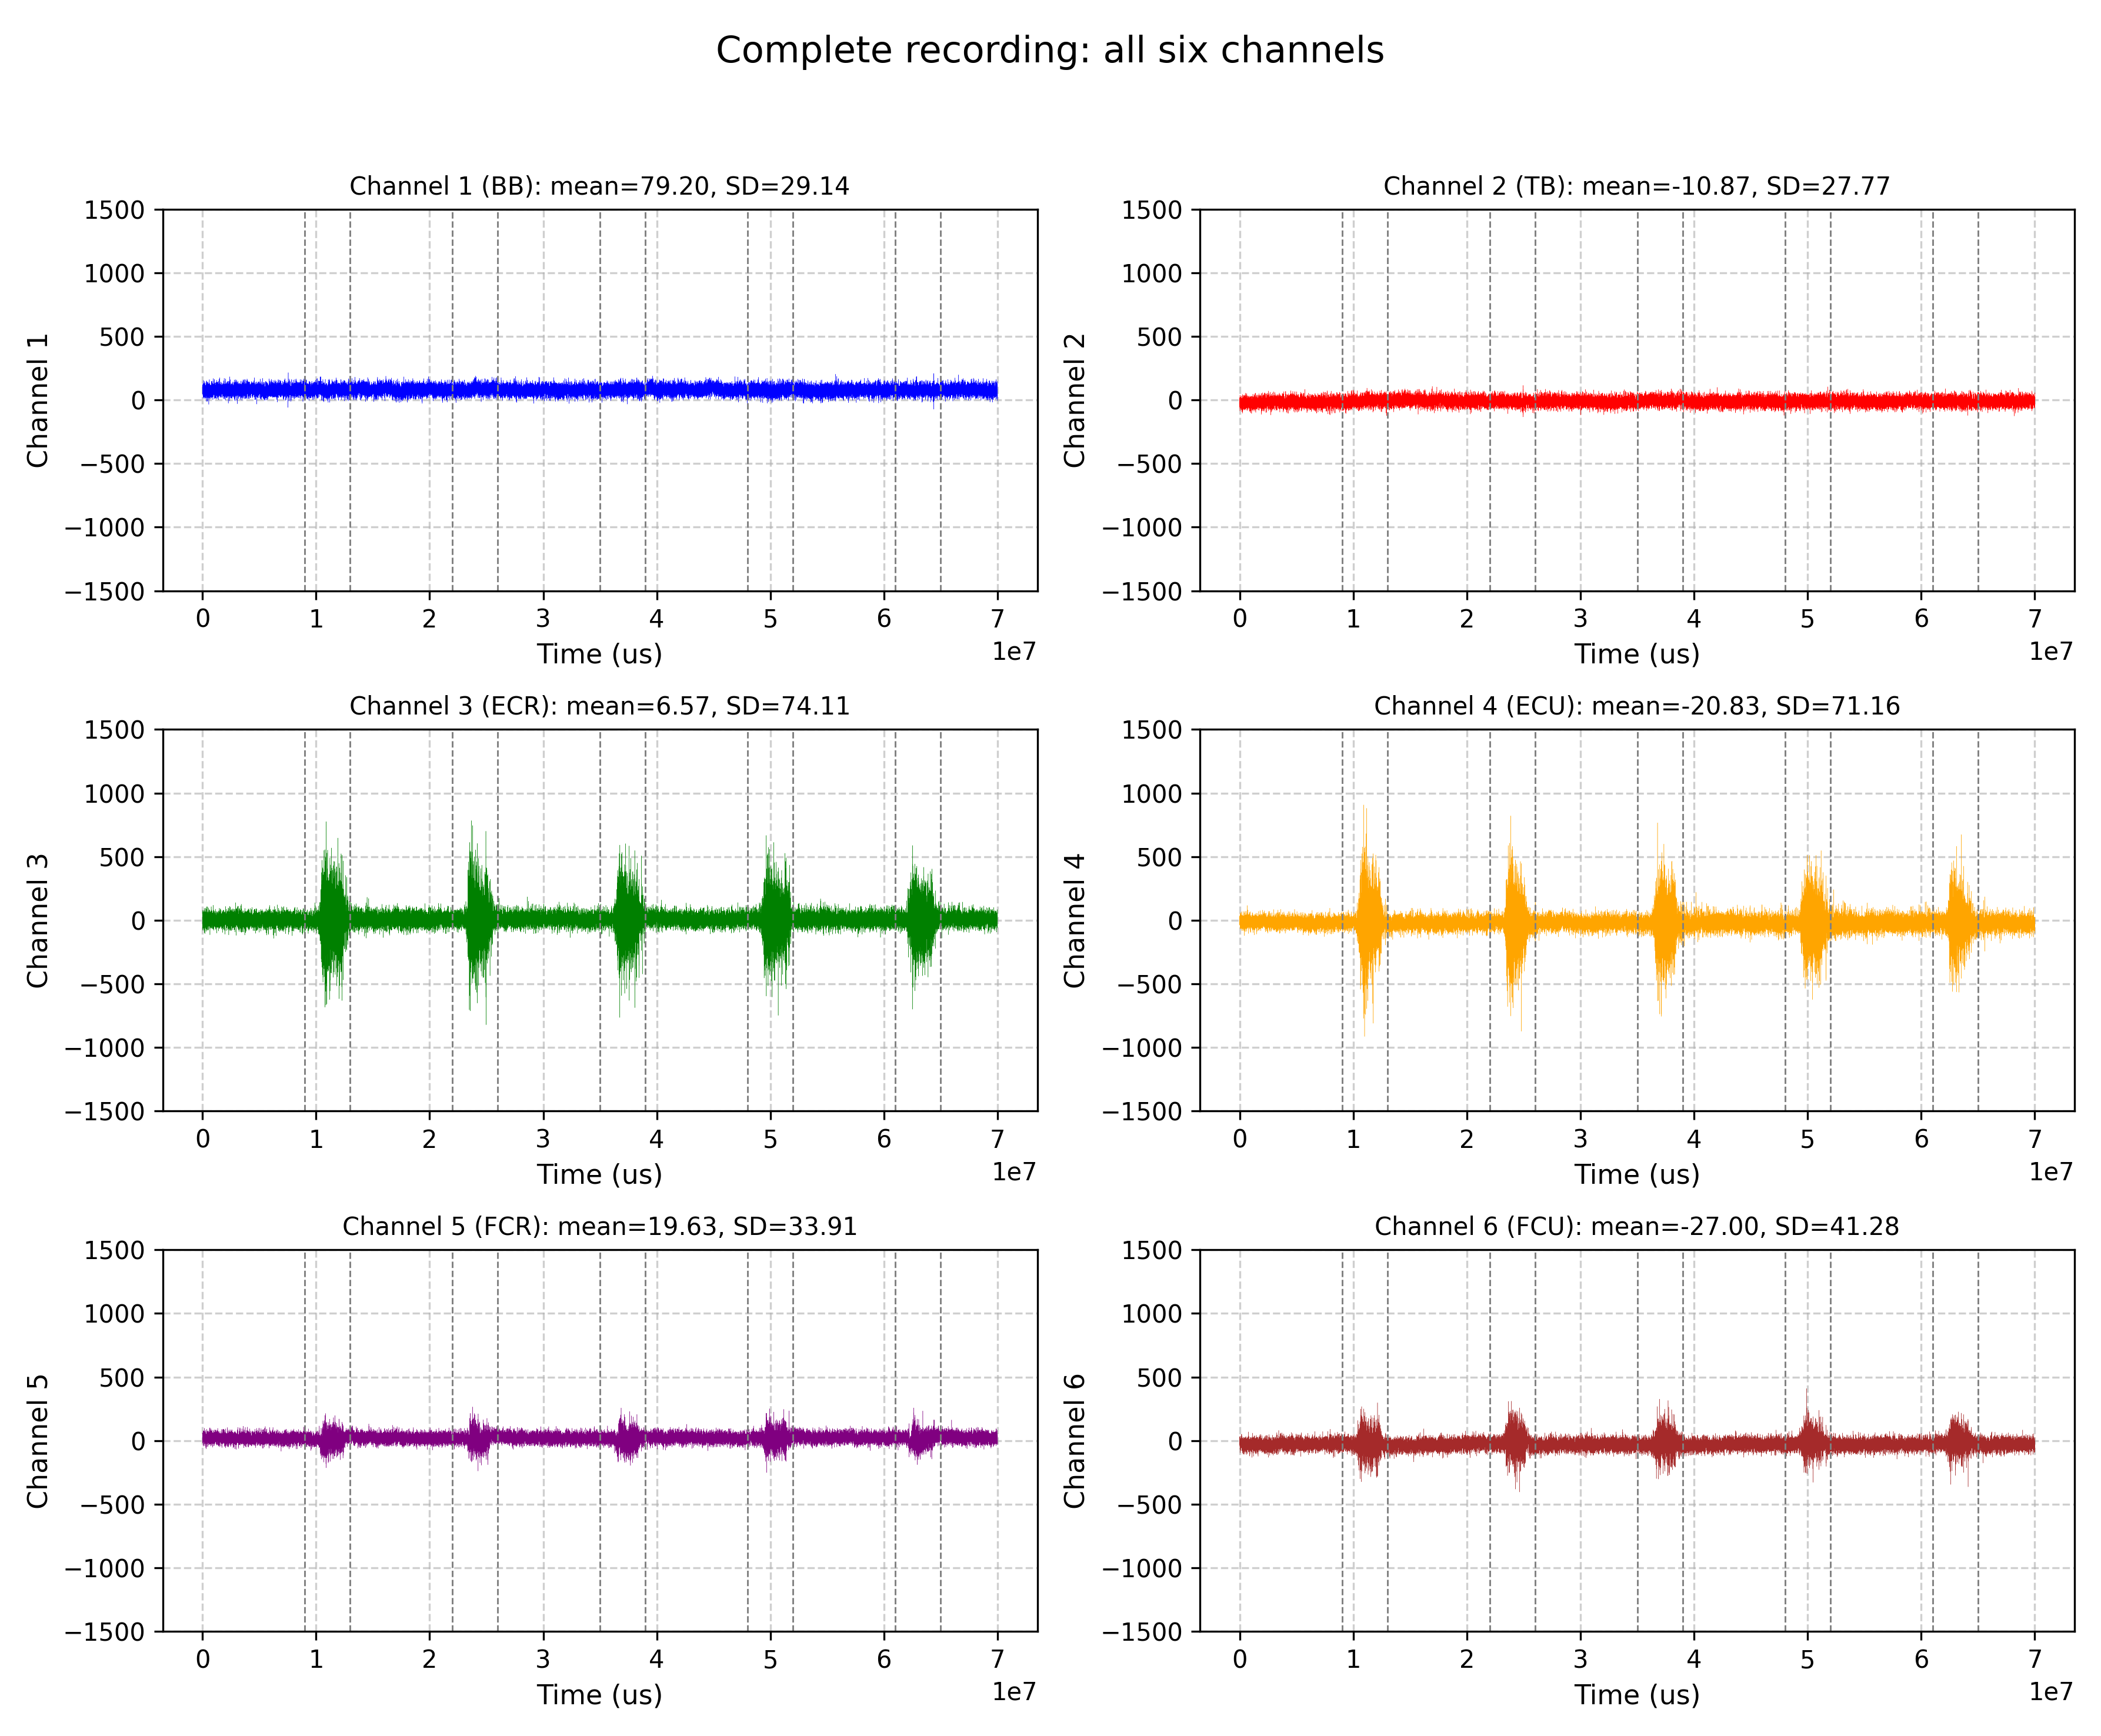 Complete recording: all six channels
Channel 1 (BB): mean=79.20, SD=29.14
1500
1000
500
0
−500
−1000
−1500
Channel 1
0 1 2 3 4 5 6 7
1e7
Time (us)
Channel 2 (TB): mean=-10.87, SD=27.77
1500
1000
500
0
−500
−1000
−1500
Channel 2
0 1 2 3 4 5 6 7
1e7
Time (us)
Channel 3 (ECR): mean=6.57, SD=74.11
1500
1000
500
0
−500
−1000
−1500
Channel 3
0 1 2 3 4 5 6 7
1e7
Time (us)
Channel 4 (ECU): mean=-20.83, SD=71.16
1500
1000
500
0
−500
−1000
−1500
Channel 4
0 1 2 3 4 5 6 7
1e7
Time (us)
Channel 5 (FCR): mean=19.63, SD=33.91
1500
1000
500
0
−500
−1000
−1500
Channel 5
0 1 2 3 4 5 6 7
1e7
Time (us)
Channel 6 (FCU): mean=-27.00, SD=41.28
1500
1000
500
0
−500
−1000
−1500
Channel 6
0 1 2 3 4 5 6 7
1e7
Time (us)